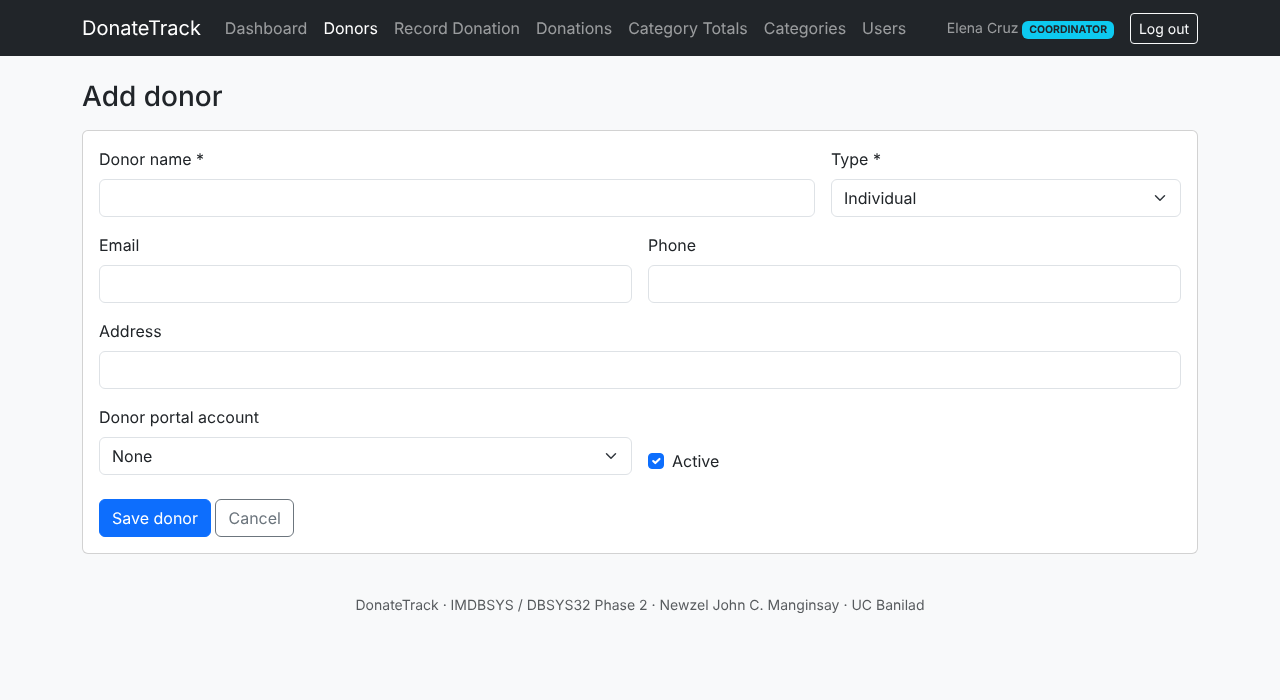 DonateTrack Dashboard Donors Record Donation Donations Category Totals Categories Users Elena Cruz COORDINATOR Log out
Add donor
Donor name * Type *
Individual
Email Phone
Address
Donor portal account
None Active
Save donor Cancel
DonateTrack · IMDBSYS / DBSYS32 Phase 2 · Newzel John C. Manginsay · UC Banilad